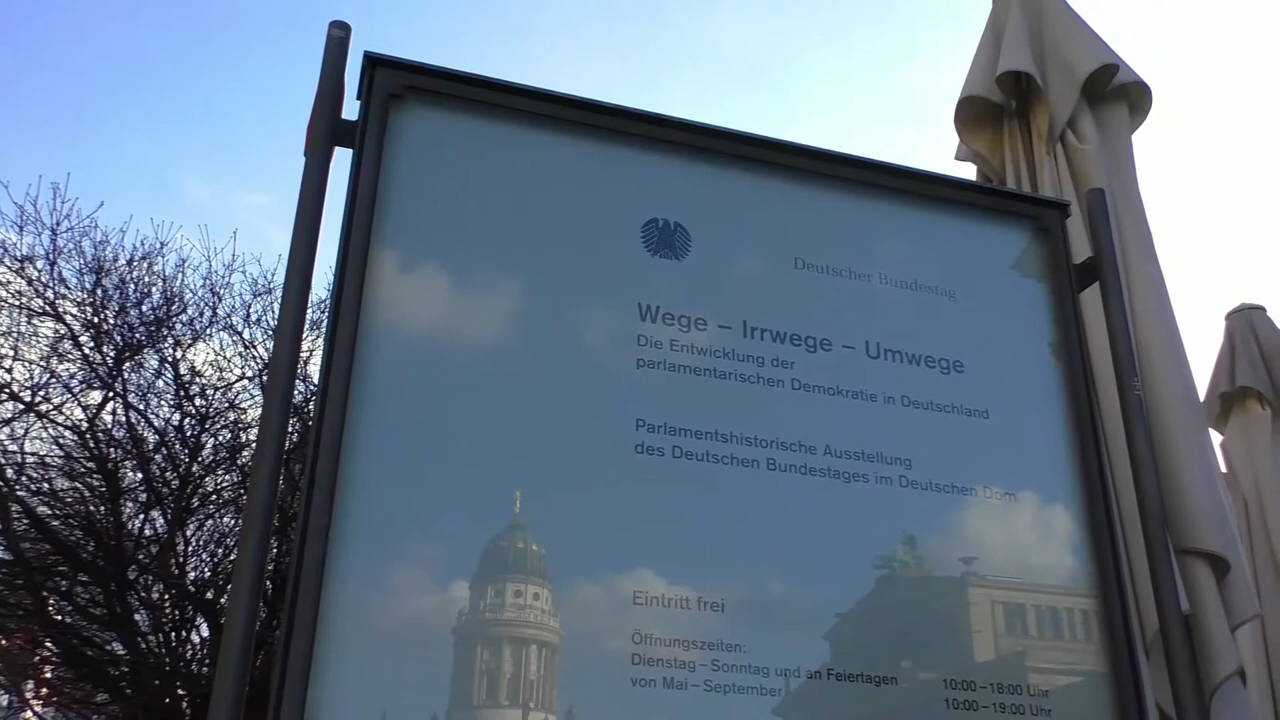 Deutscher Bundestag
Wege – Irrwege – Umwege
Die Entwicklung der
parlamentarischen Demokratie in Deutschland
Parlamentshistorische Ausstellung
des Deutschen Bundestages im Deutschen Dom
Eintritt frei
Öffnungszeiten:
Dienstag – Sonntag und an Feiertagen 10:00 – 18:00 Uhr
von Mai – September 10:00 – 19:00 Uhr